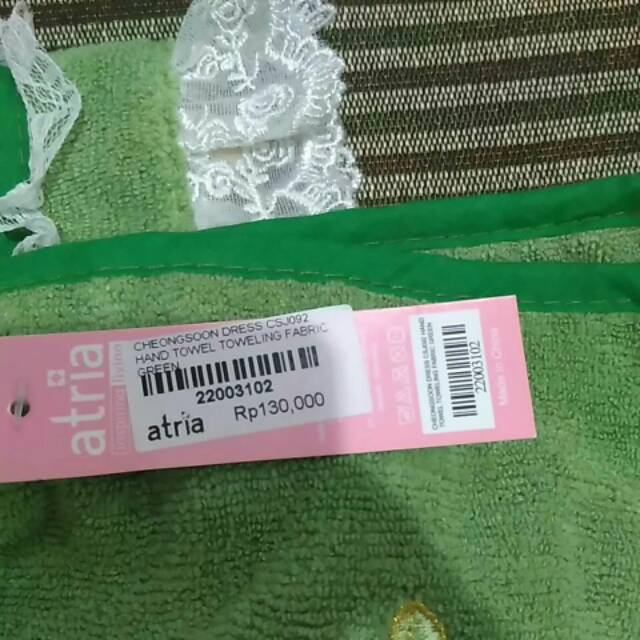 atria
living
CHEONGSOON DRESS CSJ092
HAND TOWEL TOWELING FABRIC
GREEN
22003102
atria Rp130,000
CHEONGSOON DRESS CSJ092 HAND
TOWEL TOWELING FABRIC GREEN
22003102
Made in China